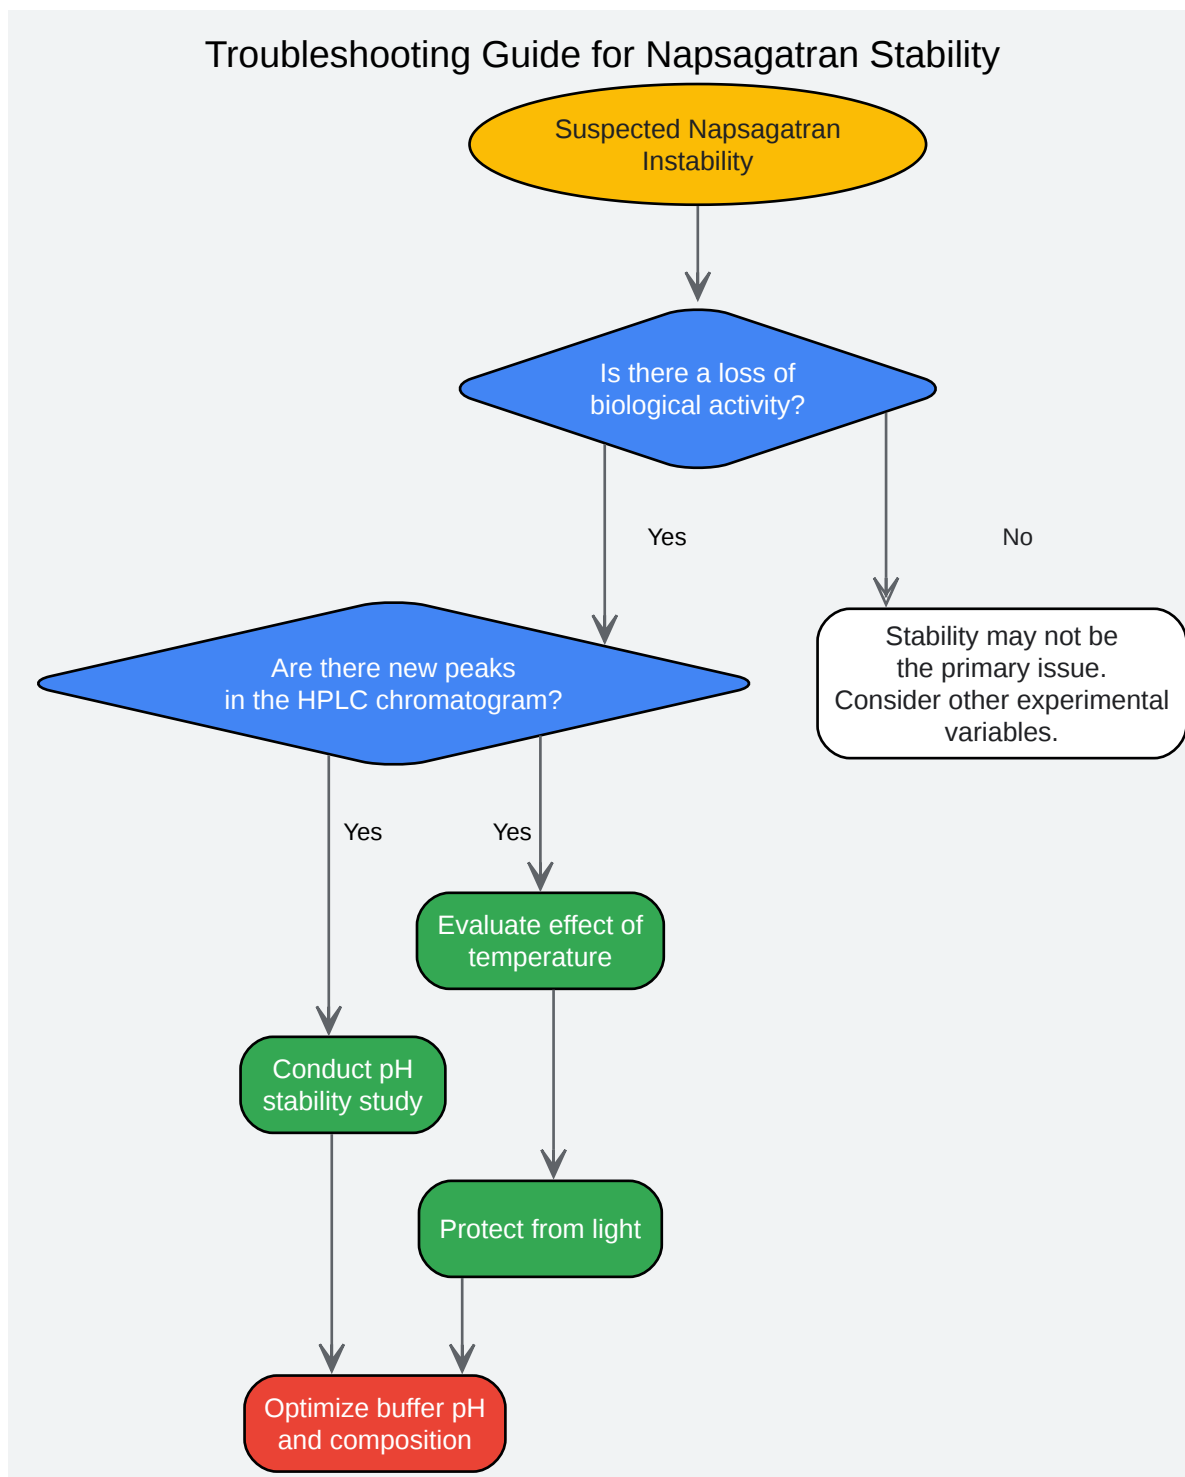 Troubleshooting Guide for Napsagatran Stability
Suspected Napsagatran
Instability
Is there a loss of
biological activity?
Yes
No
Stability may not be
the primary issue.
Consider other experimental
variables.
Are there new peaks
in the HPLC chromatogram?
Yes
Yes
Evaluate effect of
temperature
Conduct pH
stability study
Protect from light
Optimize buffer pH
and composition